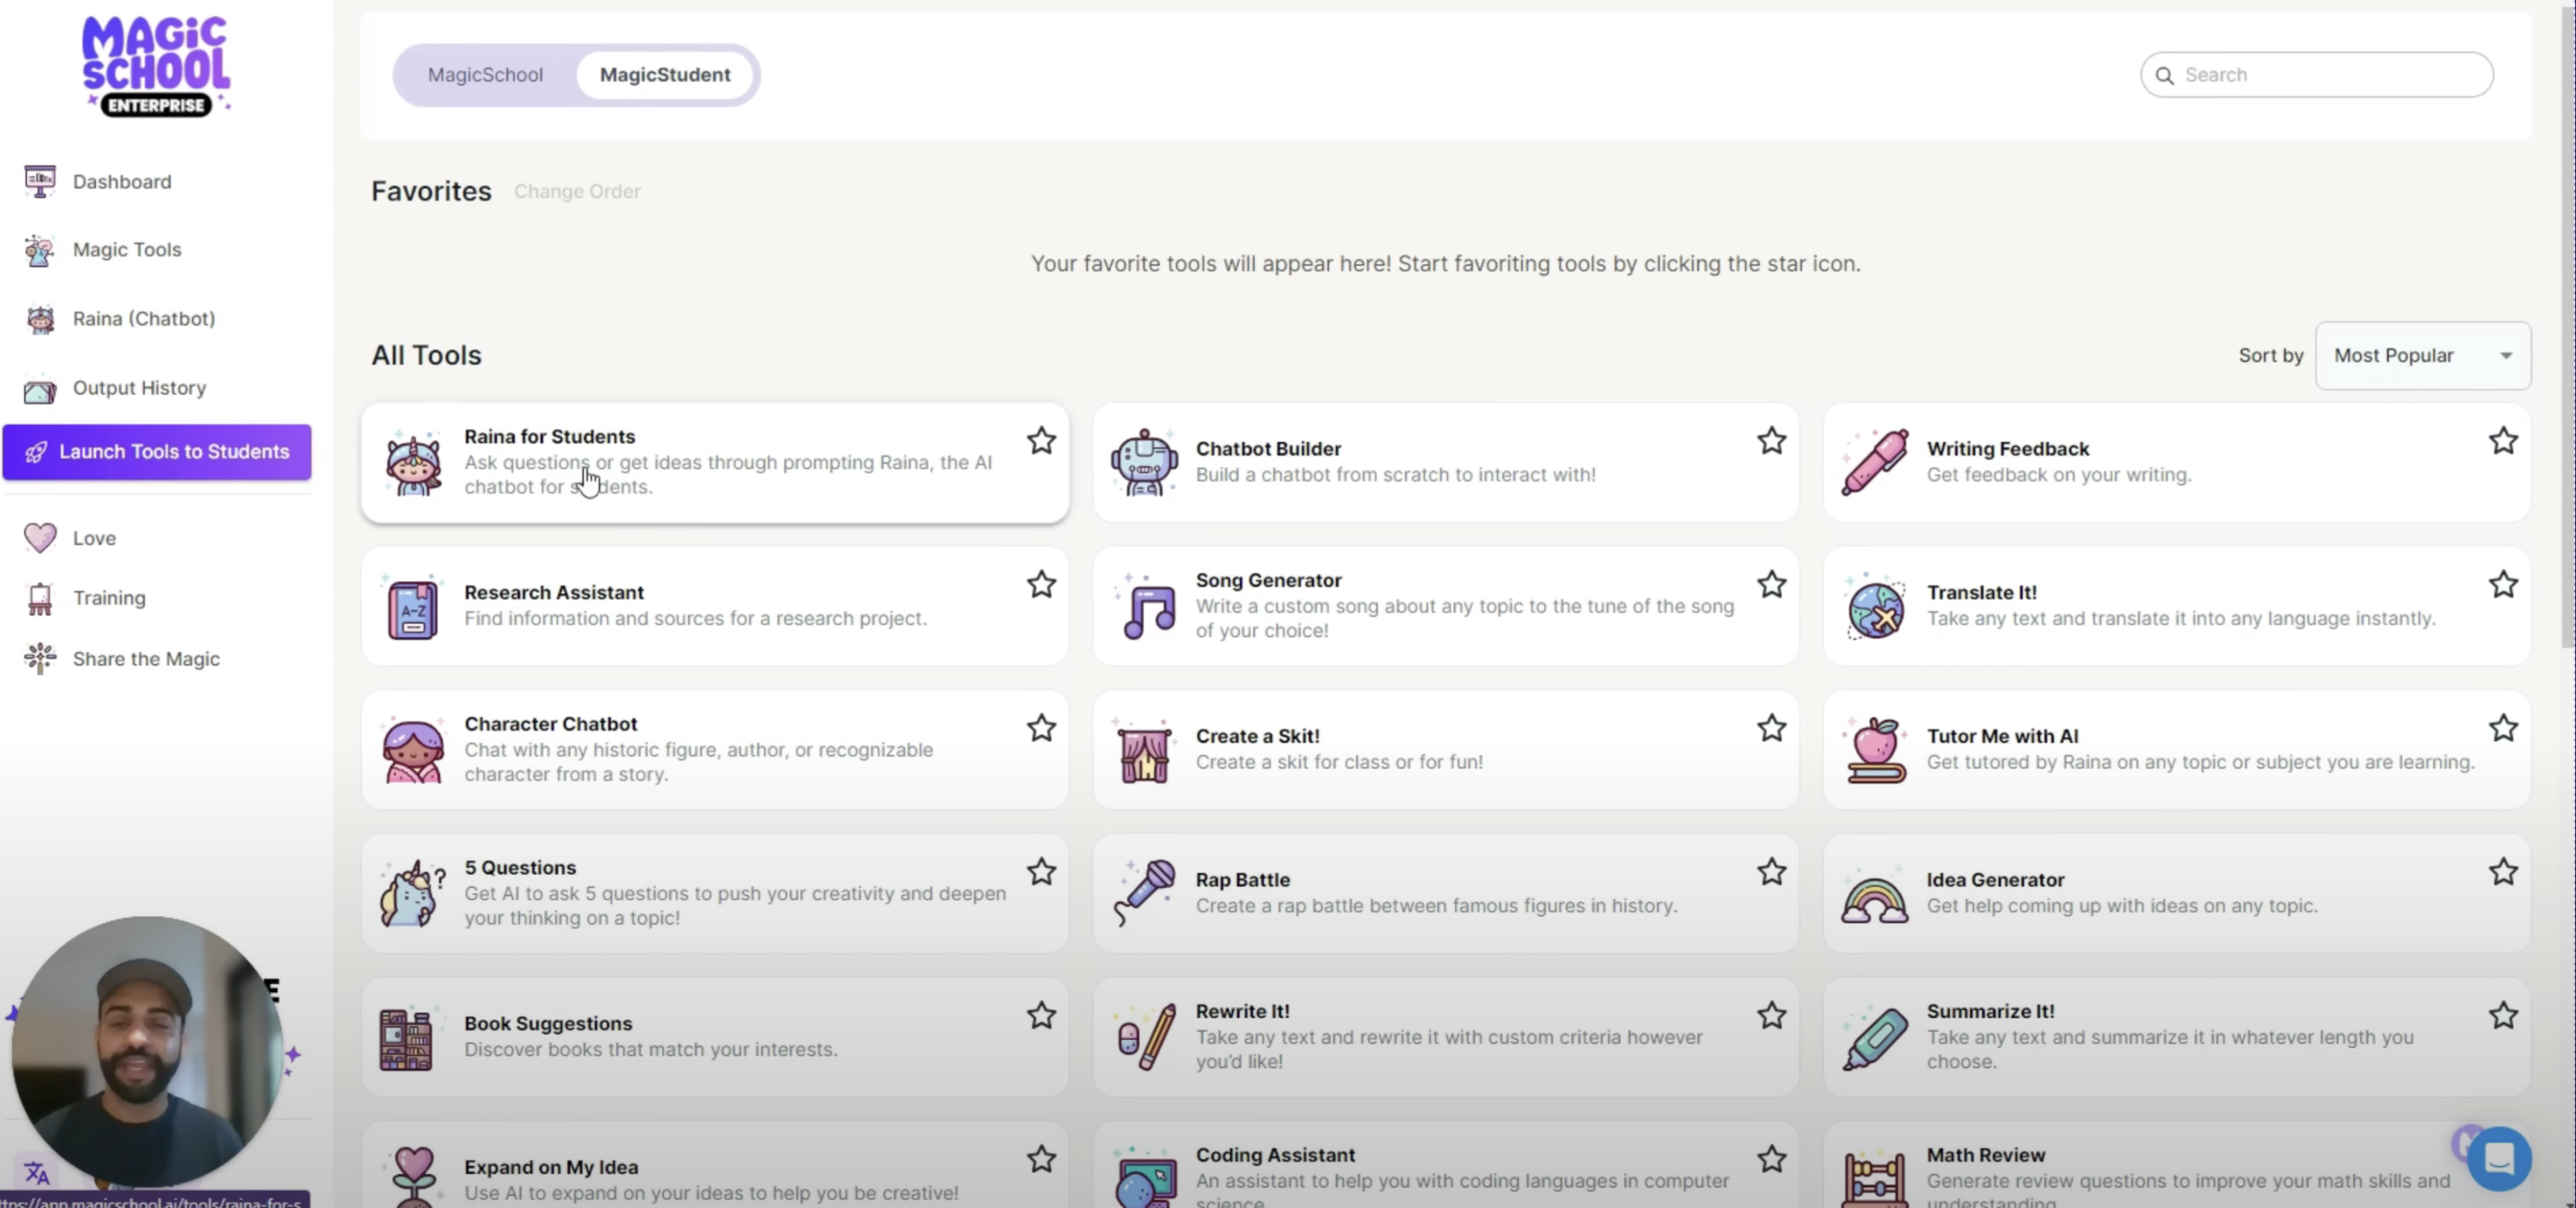 MAGiC
SCHOOL
ENTERPRISE
Dashboard
Magic Tools
Raina (Chatbot)
Output History
Launch Tools to Students
Love
Training
Share the Magic
MagicSchool
MagicStudent
Search
Favorites
Change Order
Your favorite tools will appear here! Start favoriting tools by clicking the star icon.
All Tools
Sort by
Most Popular
Raina for Students
Ask questions or get ideas through prompting Raina, the AI
chatbot for students.
Chatbot Builder
Build a chatbot from scratch to interact with!
Writing Feedback
Get feedback on your writing.
Research Assistant
Find information and sources for a research project.
A-Z
Song Generator
Write a custom song about any topic to the tune of the song
of your choice!
Translate It!
Take any text and translate it into any language instantly.
Character Chatbot
Chat with any historic figure, author, or recognizable
character from a story.
Create a Skit!
Create a skit for class or for fun!
Tutor Me with AI
Get tutored by Raina on any topic or subject you are learning.
5 Questions
Get AI to ask 5 questions to push your creativity and deepen
your thinking on a topic!
?
Rap Battle
Create a rap battle between famous figures in history.
Idea Generator
Get help coming up with ideas on any topic.
Book Suggestions
Discover books that match your interests.
Rewrite It!
Take any text and rewrite it with custom criteria however
you'd like!
Summarize It!
Take any text and summarize it in whatever length you
choose.
Expand on My Idea
Use AI to expand on your ideas to help you be creative!
Coding Assistant
An assistant to help you with coding languages in computer
science.
Math Review
Generate review questions to improve your math skills and
understanding.
E
文A
ttps://app.magicschool.ai/tools/raina-for-s